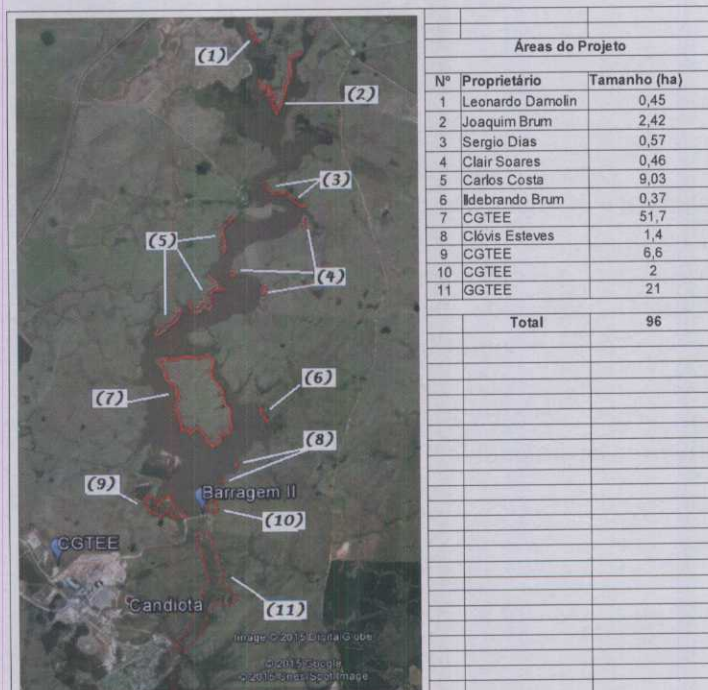 (1)
(2)
(3)
(5)
(4)
(7)
(6)
(8)
(9)
Barragem II
(10)
CGTEE
Candiota
(11)
Image © 2015 DigitalGlobe
© 2015 Google
© 2015 Cnes/Spot Image
Áreas do Projeto
Nº Proprietário Tamanho (ha)
1 Leonardo Damolin 0,45
2 Joaquim Brum 2,42
3 Sergio Dias 0,57
4 Clair Soares 0,46
5 Carlos Costa 9,03
6 Ildebrando Brum 0,37
7 CGTEE 51,7
8 Clóvis Esteves 1,4
9 CGTEE 6,6
10 CGTEE 2
11 GGTEE 21
Total 96